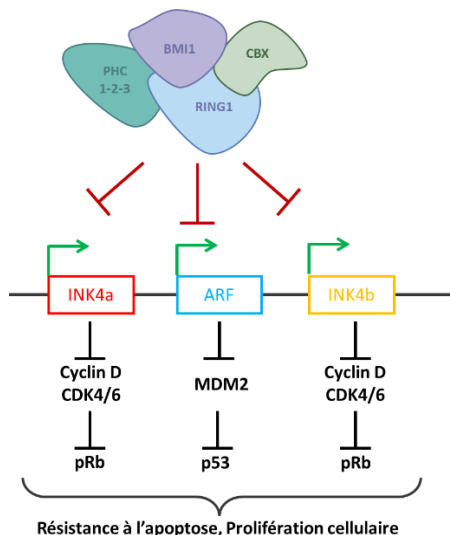 BMI1
CBX
PHC
1-2-3
RING1
INK4a
ARF
INK4b
Cyclin D
CDK4/6
MDM2
Cyclin D
CDK4/6
pRb
p53
pRb
Résistance à l'apoptose, Prolifération cellulaire